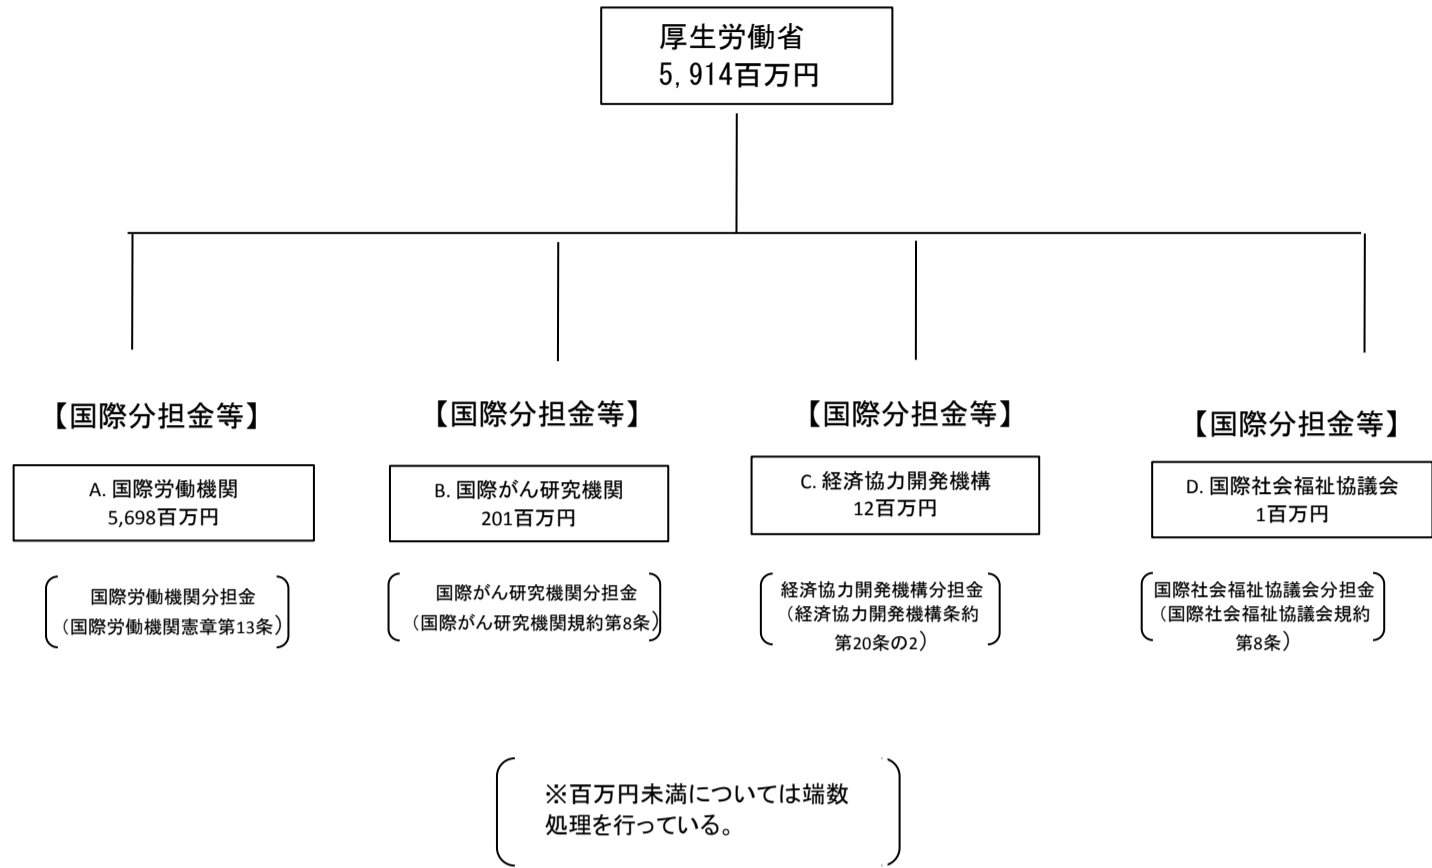 厚生労働省
5,914百万円
【国際分担金等】
A. 国際労働機関
5,698百万円
国際労働機関分担金
（国際労働機関憲章第13条）
【国際分担金等】
B. 国際がん研究機関
201百万円
国際がん研究機関分担金
（国際がん研究機関規約第8条）
【国際分担金等】
C. 経済協力開発機構
12百万円
経済協力開発機構分担金
（経済協力開発機構条約
第20条の2）
【国際分担金等】
D. 国際社会福祉協議会
1百万円
国際社会福祉協議会分担金
（国際社会福祉協議会規約
第8条）
※百万円未満については端数
処理を行っている。